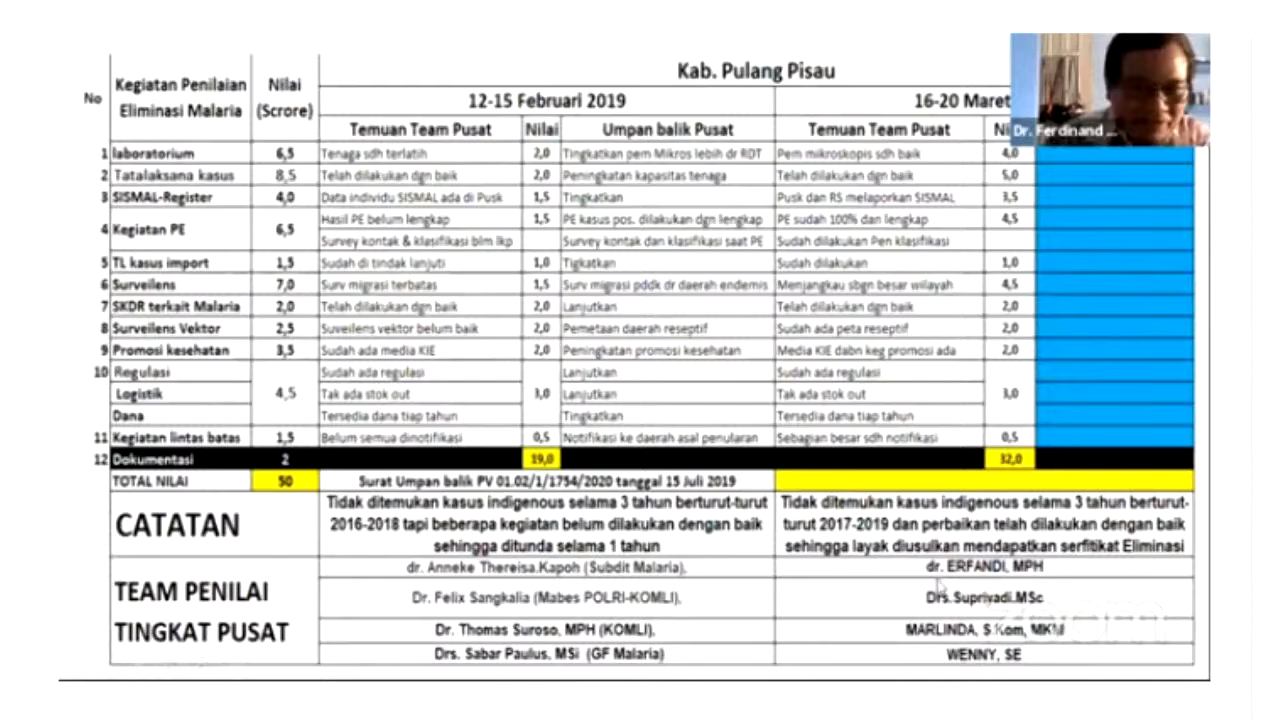 Kab. Pulang Pisau
No Kegiatan Penilaian Eliminasi Malaria Nilai (Scrore)
12-15 Februari 2019 16-20 Maret
Temuan Team Pusat Nilai Umpan balik Pusat Temuan Team Pusat
Dr. Ferdinand ...
1 laboratorium 6,5 Tenaga sdh terlatih 2,0 Tingkatkan pem Mikros lebih dr RDT Pem mikroskopis sdh baik 4,0
2 Tatalaksana kasus 8,5 Telah dilakukan dgn baik 2,0 Peningkatan kapasitas tenaga Telah dilakukan dgn baik 5,0
3 SISMAL-Register 4,0 Data individu SISMAL ada di Pusk 1,5 Tingkatkan Pusk dan RS melaporkan SISMAL 3,5
4 Kegiatan PE 6,5 Hasil PE belum lengkap 1,5 PE kasus pos. dilakukan dgn lengkap PE sudah 100% dan lengkap 4,5
Survey kontak & klasifikasi blm lkp Survey kontak dan klasifikasi saat PE Sudah dilakukan Pen klasifikasi
5 TL kasus import 1,5 Sudah di tindak lanjuti 1,0 Tigkatkan Sudah dilakukan 1,0
6 Surveilens 7,0 Surv migrasi terbatas 1,5 Surv migrasi pddk dr daerah endemis Menjangkau sbgn besar wilayah 4,5
7 SKDR terkait Malaria 2,0 Telah dilakukan dgn baik 2,0 Lanjutkan Telah dilakukan dgn baik 2,0
8 Surveilens Vektor 2,5 Suveilens vektor belum baik 2,0 Pemetaan daerah reseptif Sudah ada peta reseptif 2,0
9 Promosi kesehatan 3,5 Sudah ada media KIE 2,0 Peningkatan promosi kesehatan Media KIE dabn keg promosi ada 2,0
10 Regulasi Sudah ada regulasi Lanjutkan Sudah ada regulasi
Logistik 4,5 Tak ada stok out 3,0 Lanjutkan Tak ada stok out 3,0
Dana Tersedia dana tiap tahun Tingkatkan Tersedia dana tiap tahun
11 Kegiatan lintas batas 1,5 Belum semua dinotifikasi 0,5 Notifikasi ke daerah asal penularan Sebagian besar sdh notifikasi 0,5
12 Dokumentasi 2 19,0 32,0
TOTAL NILAI 50 Surat Umpan balik PV 01.02/1/1754/2020 tanggal 15 Juli 2019
CATATAN
Tidak ditemukan kasus indigenous selama 3 tahun berturut-turut
2016-2018 tapi beberapa kegiatan belum dilakukan dengan baik
sehingga ditunda selama 1 tahun
Tidak ditemukan kasus indigenous selama 3 tahun berturut-
turut 2017-2019 dan perbaikan telah dilakukan dengan baik
sehingga layak diusulkan mendapatkan serfitikat Eliminasi
TEAM PENILAI
TINGKAT PUSAT
dr. Anneke Thereisa.Kapoh (Subdit Malaria), dr. ERFANDI, MPH
Dr. Felix Sangkalia (Mabes POLRI-KOMLI), Drs.Supriyadi.MSc
Dr. Thomas Suroso, MPH (KOMLI), MARLINDA, S Kom, MKM
Drs. Sabar Paulus, MSi (GF Malaria) WENNY, SE
zoom